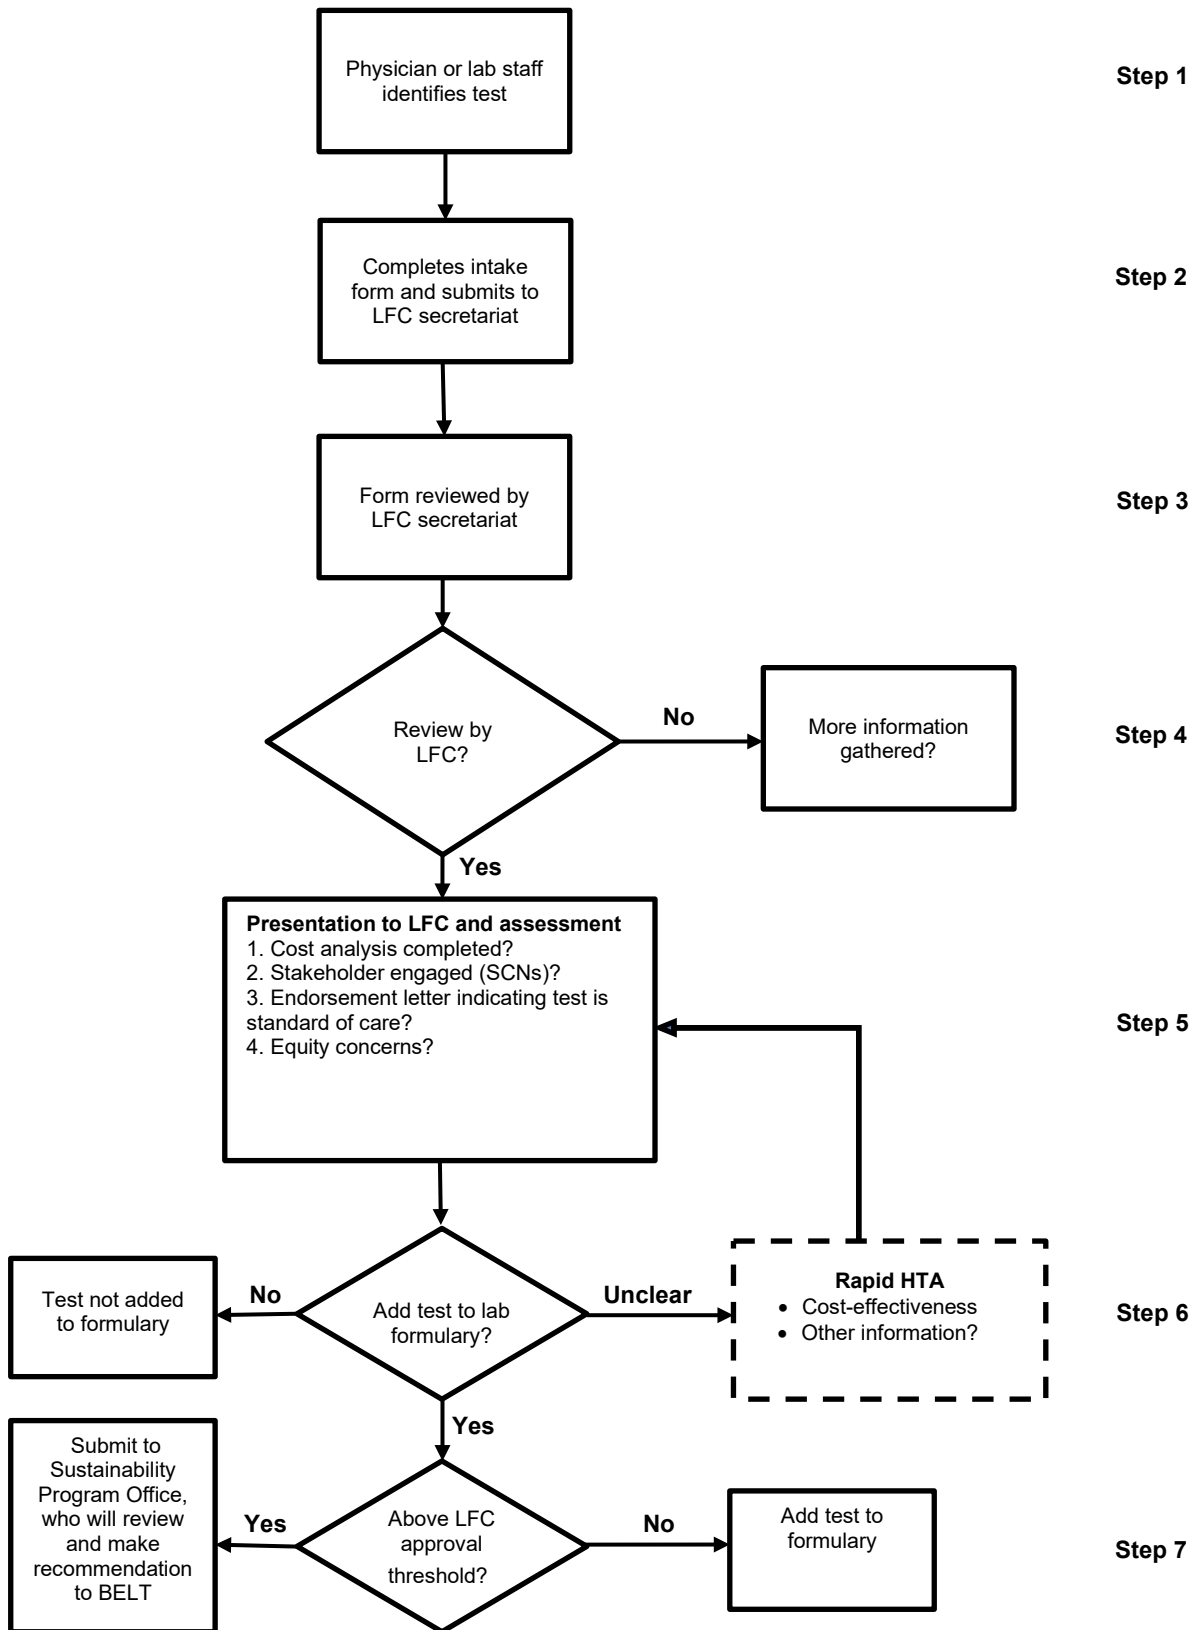 Physician or lab staff
identifies test
Step 1
Completes intake
form and submits to
LFC secretariat
Step 2
Form reviewed by
LFC secretariat
Step 3
Review by
LFC?
No
More information
gathered?
Step 4
Yes
Presentation to LFC and assessment
1. Cost analysis completed?
2. Stakeholder engaged (SCNs)?
3. Endorsement letter indicating test is
standard of care?
4. Equity concerns?
Step 5
Test not added
to formulary
No
Add test to lab
formulary?
Unclear
Rapid HTA
• Cost-effectiveness
• Other information?
Step 6
Yes
Submit to
Sustainability
Program Office,
who will review
and make
recommendation
to BELT
Yes
Above LFC
approval
threshold?
No
Add test to
formulary
Step 7